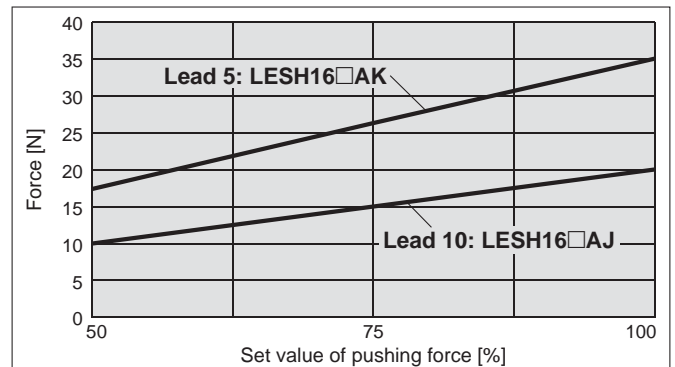 40
35
30
25
20
15
10
5
0
Force [N]
Lead 5: LESH16□AK
Lead 10: LESH16□AJ
50 75 100
Set value of pushing force [%]